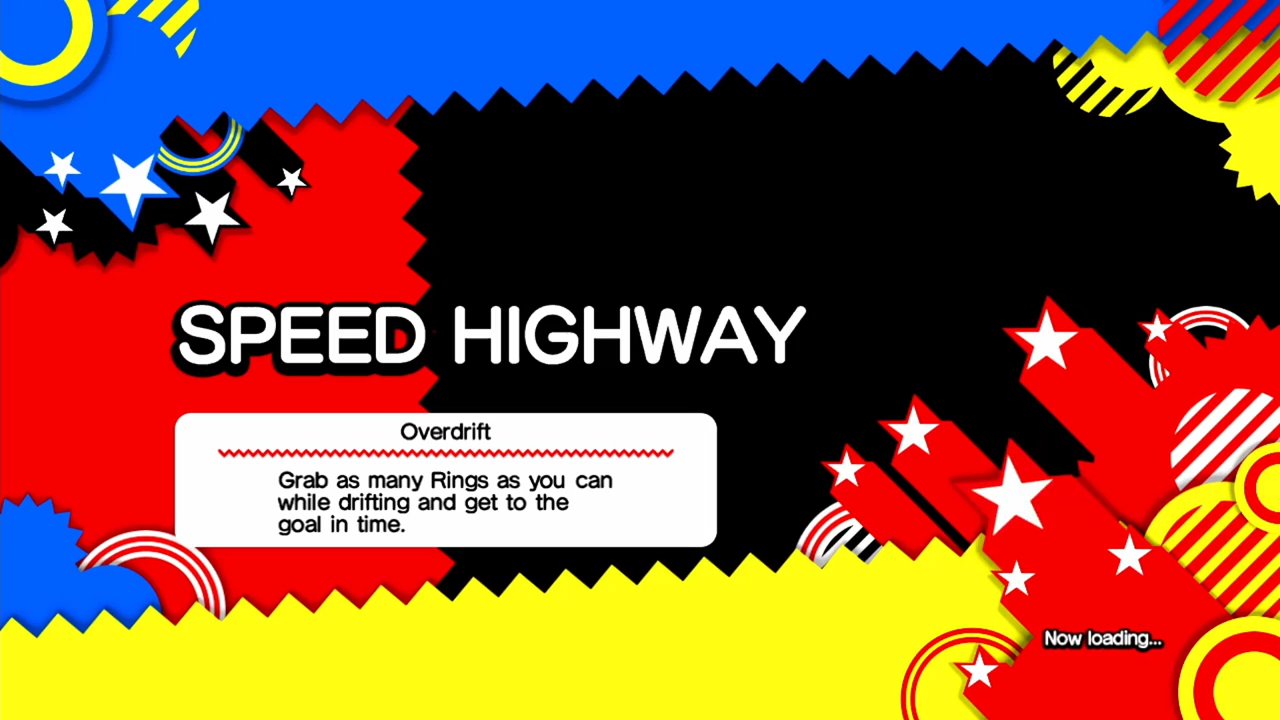 SPEED HIGHWAY
Overdrift
Grab as many Rings as you can
while drifting and get to the
goal in time.
Now loading...